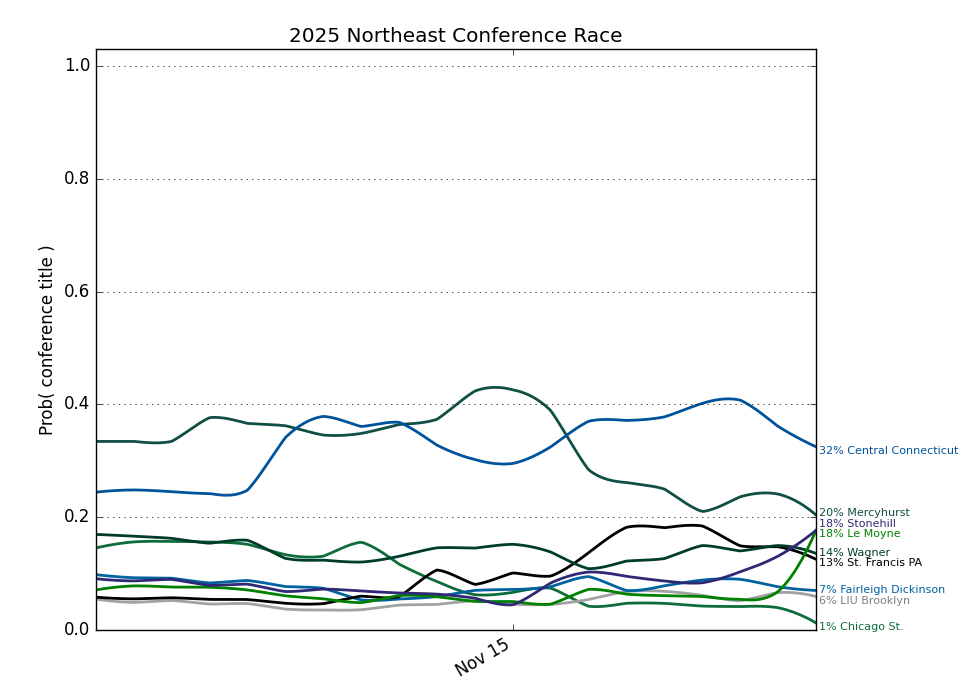 2025 Northeast Conference Race
Prob( conference title )
1.0
0.8
0.6
0.4
0.2
0.0
Nov 15
32% Central Connecticut
20% Mercyhurst
18% Stonehill
18% Le Moyne
14% Wagner
13% St. Francis PA
7% Fairleigh Dickinson
6% LIU Brooklyn
1% Chicago St.